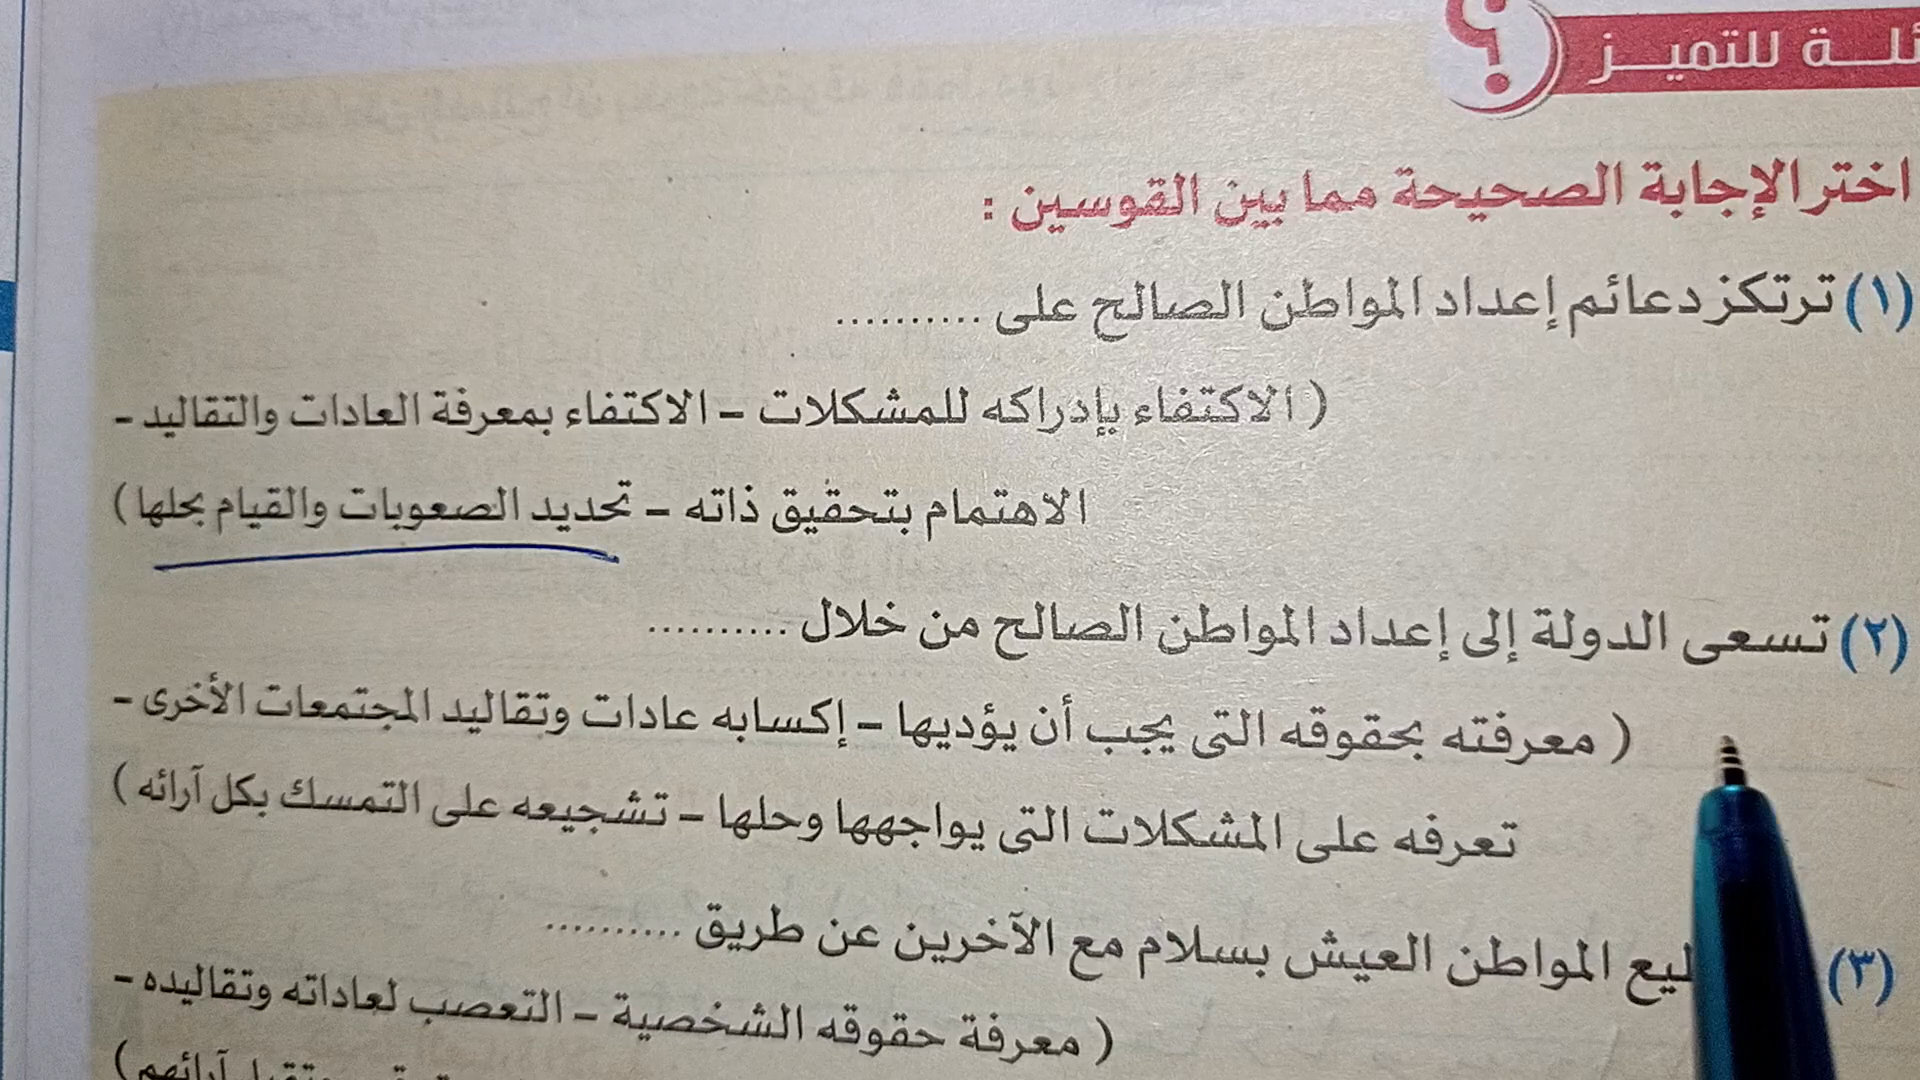 ؟
للتميــز
اختر الإجابة الصحيحة مما بين القوسين :
(١) ترتكز دعائم إعداد المواطن الصالح على ..........
( الاكتفاء بإدراكه للمشكلات – الاكتفاء بمعرفة العادات والتقاليد –
الاهتمام بتحقيق ذاته – تحديد الصعوبات والقيام بحلها )
(٢) تسعى الدولة إلى إعداد المواطن الصالح من خلال ..........
( معرفته بحقوقه التى يجب أن يؤديها – إكسابه عادات وتقاليد المجتمعات الأخرى –
تعرفه على المشكلات التى يواجهها وحلها – تشجيعه على التمسك بكل آرائه )
(٣) المواطن العيش بسلام مع الآخرين عن طريق ..........
( معرفة حقوقه الشخصية – التعصب لعاداته وتقاليده –
آرائهم )